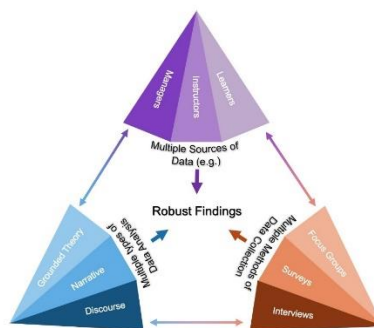 Managers
Instructors
Learners
Multiple Sources of
Data (e.g.)
Robust Findings
Grounded Theory
Narrative
Discourse
Multiple types of
Data Analysis
Multiple Methods of
Data Collection
Focus Groups
Surveys
Interviews